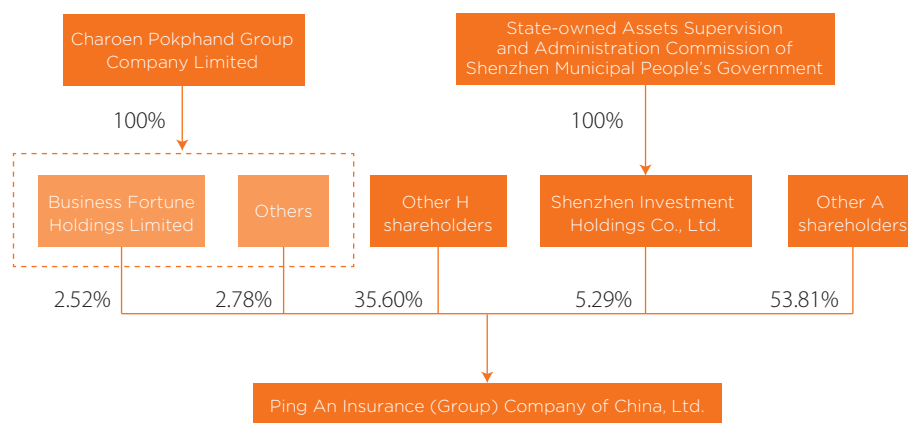 Charoen Pokphand Group
Company Limited
State-owned Assets Supervision
and Administration Commission of
Shenzhen Municipal People's Government
100%
100%
Business Fortune
Holdings Limited
Others
Other H
shareholders
Shenzhen Investment
Holdings Co., Ltd.
Other A
shareholders
2.52%
2.78%
35.60%
5.29%
53.81%
Ping An Insurance (Group) Company of China, Ltd.